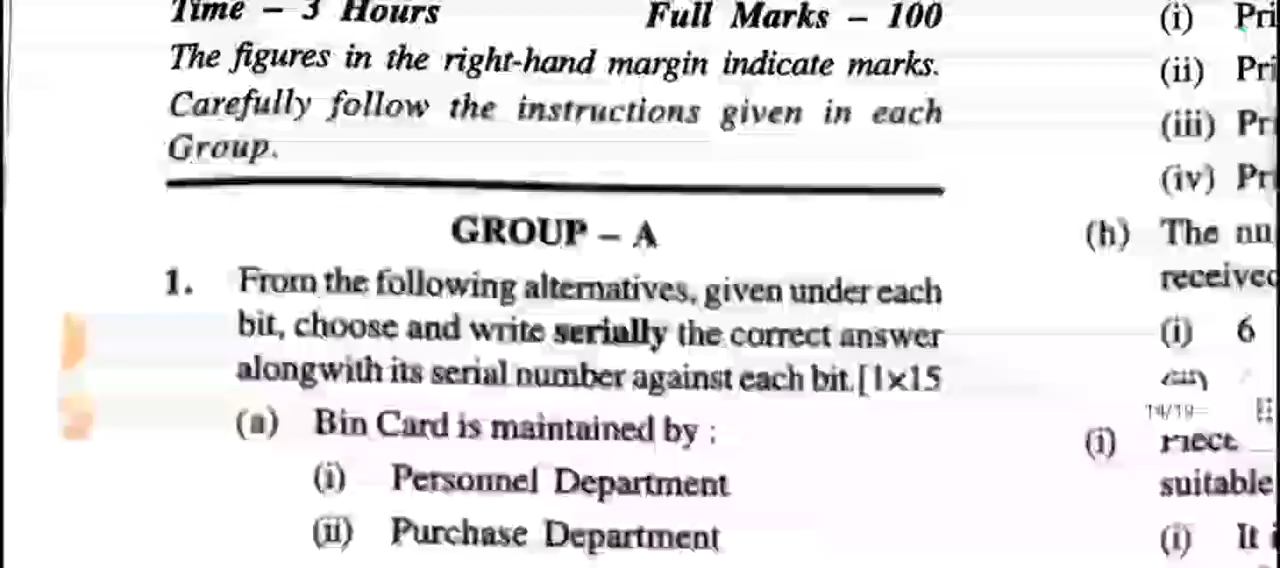 Time – 3 Hours Full Marks – 100
The figures in the right-hand margin indicate marks.
Carefully follow the instructions given in each
Group.
GROUP – A
1. From the following alternatives, given under each
bit, choose and write serially the correct answer
alongwith its serial number against each bit. [1×15
(a) Bin Card is maintained by :
(i) Personnel Department
(ii) Purchase Department
(i) Pri
(ii) Pri
(iii) Pr
(iv) Pr
(h) The nu
received
(i) 6
14/19
(i)
suitable
(i) It i